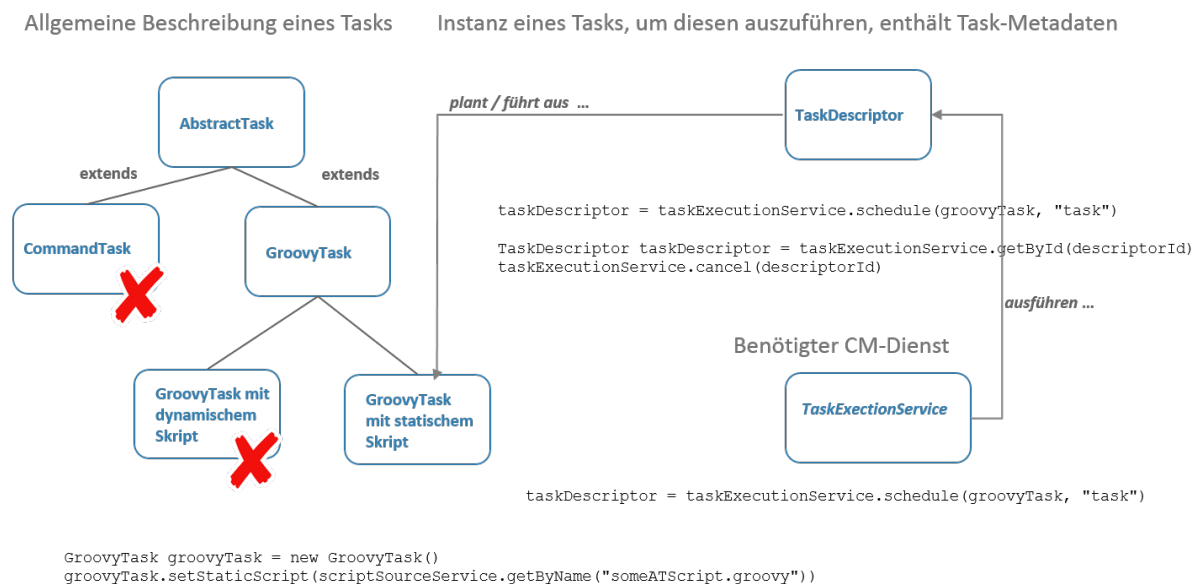 Allgemeine Beschreibung eines Tasks
Instanz eines Tasks, um diesen auszuführen, enthält Task-Metadaten
AbstractTask
extends
extends
CommandTask
GroovyTask
GroovyTask mit
dynamischem
Skript
GroovyTask
mit statischem
Skript
plant / führt aus ...
TaskDescriptor
taskDescriptor = taskExecutionService.schedule(groovyTask, "task")
TaskDescriptor taskDescriptor = taskExecutionService.getById(descriptorId)
taskExecutionService.cancel(descriptorId)
ausführen ...
Benötigter CM-Dienst
TaskExectionService
taskDescriptor = taskExecutionService.schedule(groovyTask, "task")
GroovyTask groovyTask = new GroovyTask()
groovyTask.setStaticScript(scriptSourceService.getByName("someATScript.groovy"))